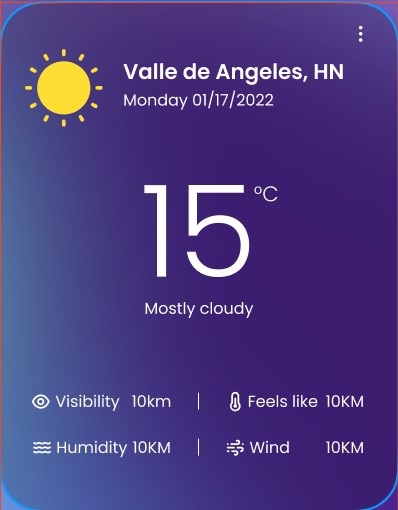 Valle de Angeles, HN
Monday 01/17/2022
15 ºC
Mostly cloudy
Visibility 10km | Feels like 10KM
Humidity 10KM | Wind 10KM